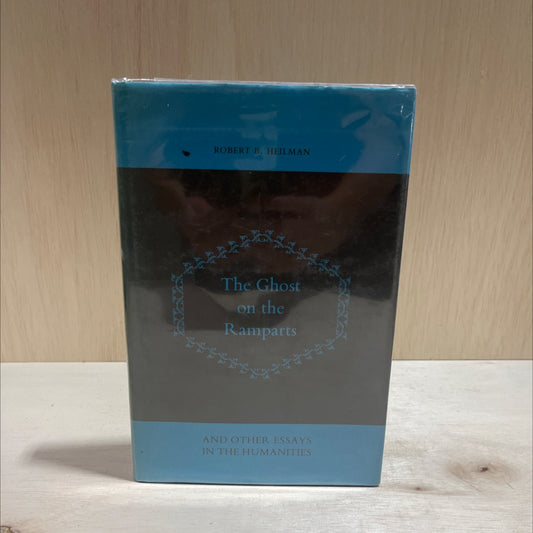 ROBERT B. HEILMAN
The Ghost
on the
Ramparts
AND OTHER ESSAYS
IN THE HUMANITIES